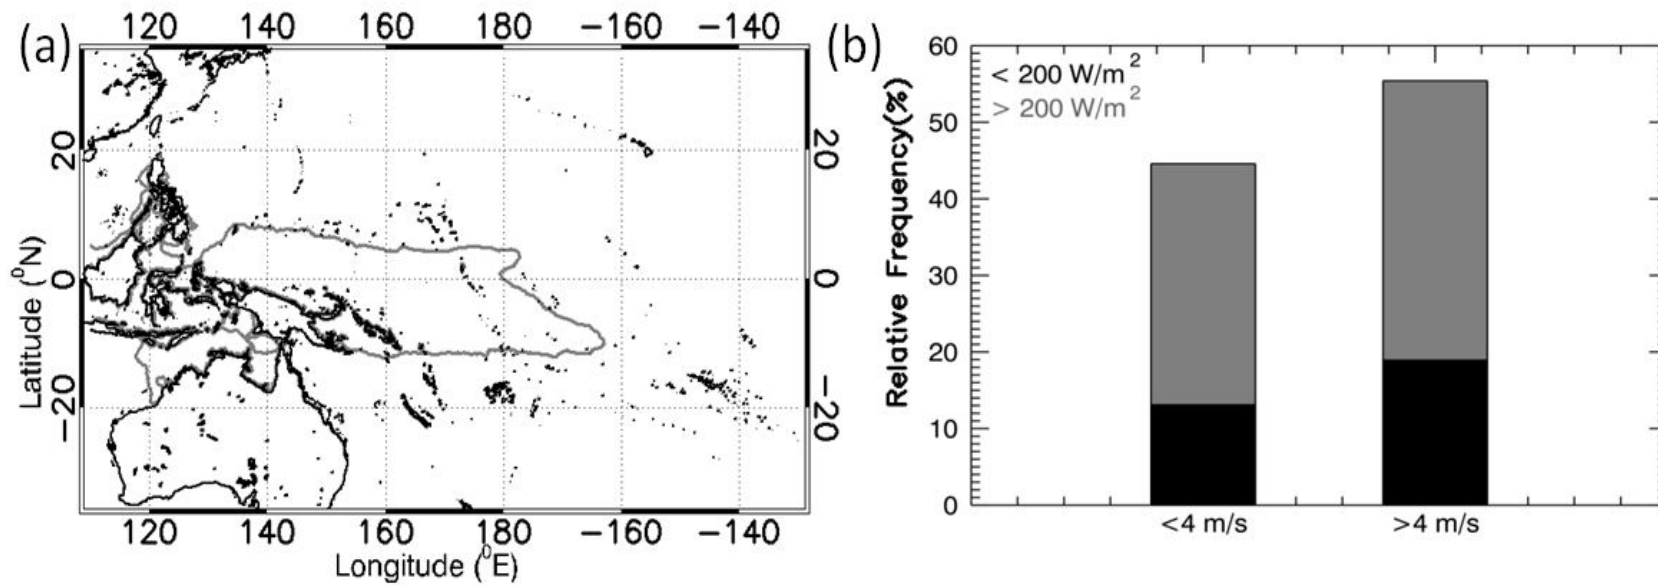 (a)
120 140 160 180 −160 −140
20 20
0 0
−20 −20
Latitude (⁰N)
120 140 160 180 −160 −140
Longitude (⁰E)
(b)
60
50
40
30
20
10
0
Relative Frequency(%)
< 200 W/m²
> 200 W/m²
<4 m/s >4 m/s